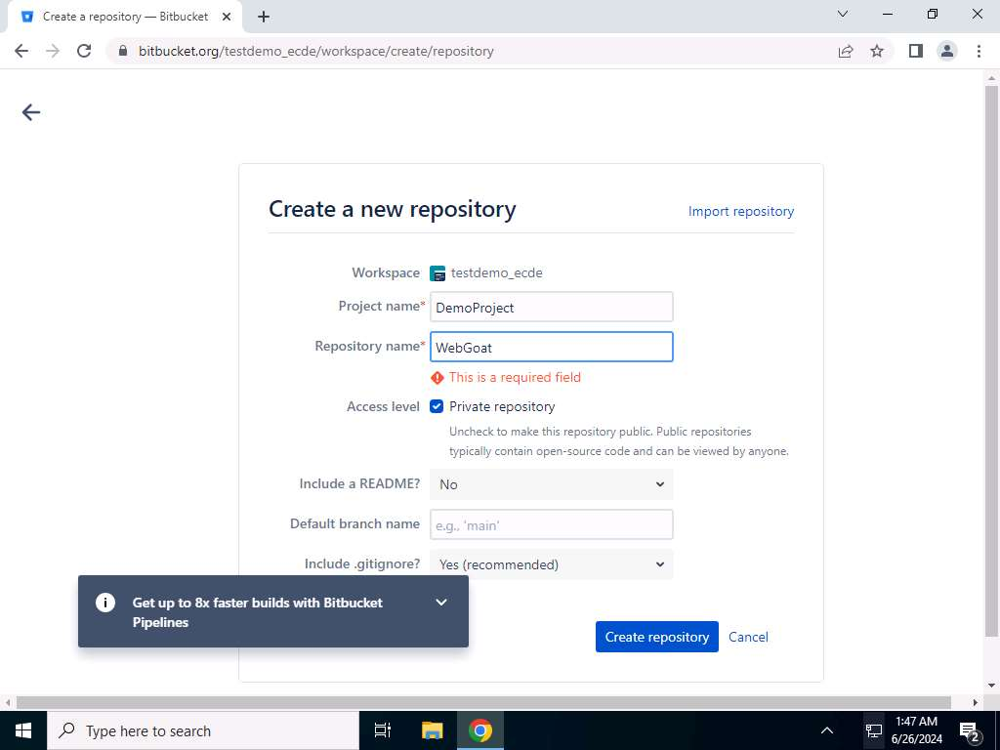 Create a repository — Bitbucket
bitbucket.org/testdemo_ecde/workspace/create/repository
Create a new repository
Import repository
Workspace testdemo_ecde
Project name* DemoProject
Repository name* WebGoat
This is a required field
Access level Private repository
Uncheck to make this repository public. Public repositories
typically contain open-source code and can be viewed by anyone.
Include a README? No
Default branch name e.g., 'main'
Include .gitignore? Yes (recommended)
Get up to 8x faster builds with Bitbucket
Pipelines
Create repository Cancel
Type here to search
1:47 AM
6/26/2024
2